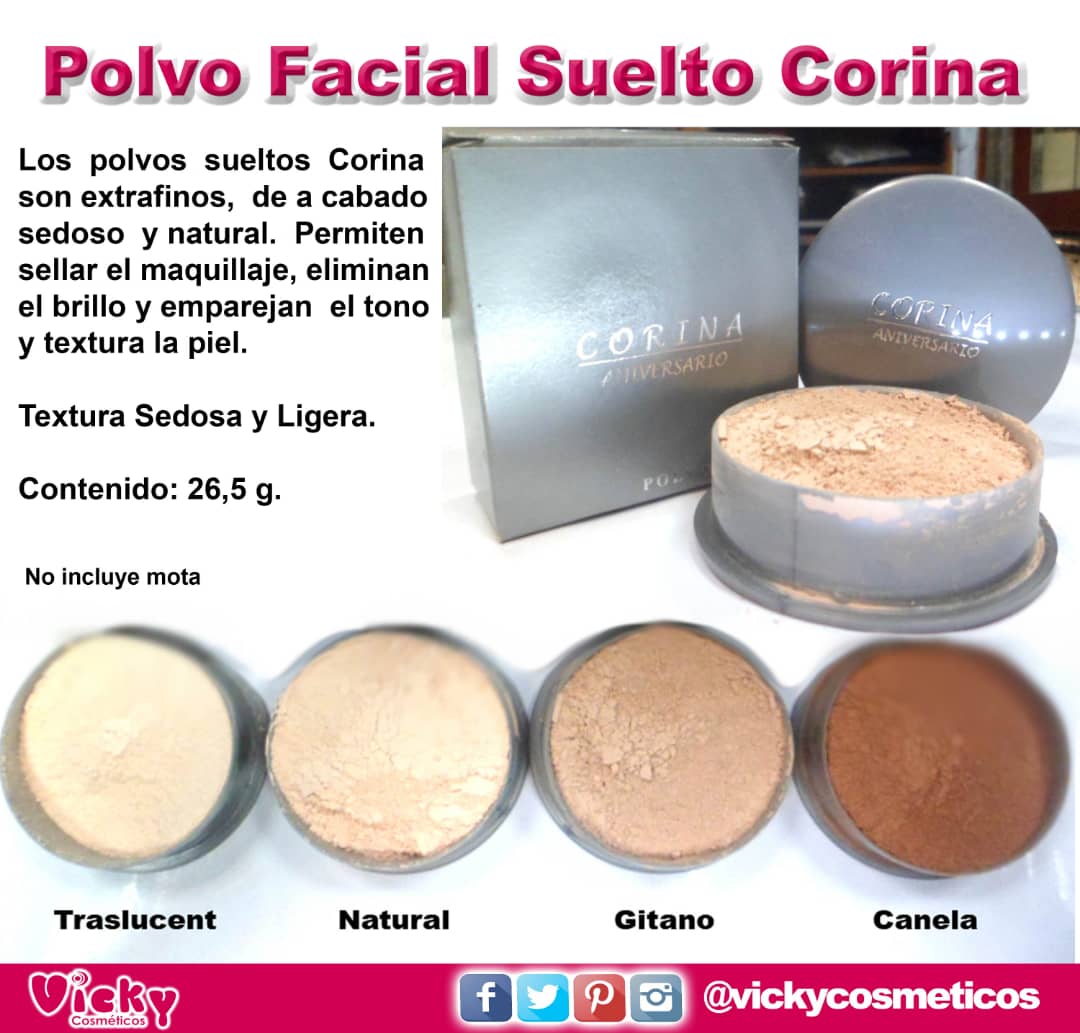 Polvo Facial Suelto Corina
Los polvos sueltos Corina
son extrafinos, de a cabado
sedoso y natural. Permiten
sellar el maquillaje, eliminan
el brillo y emparejan el tono
y textura la piel.
Textura Sedosa y Ligera.
Contenido: 26,5 g.
No incluye mota
CORINA
ANIVERSARIO
CORINA
ANIVERSARIO
Traslucent
Natural
Gitano
Canela
Vicky
Cosméticos
@vickycosmeticos